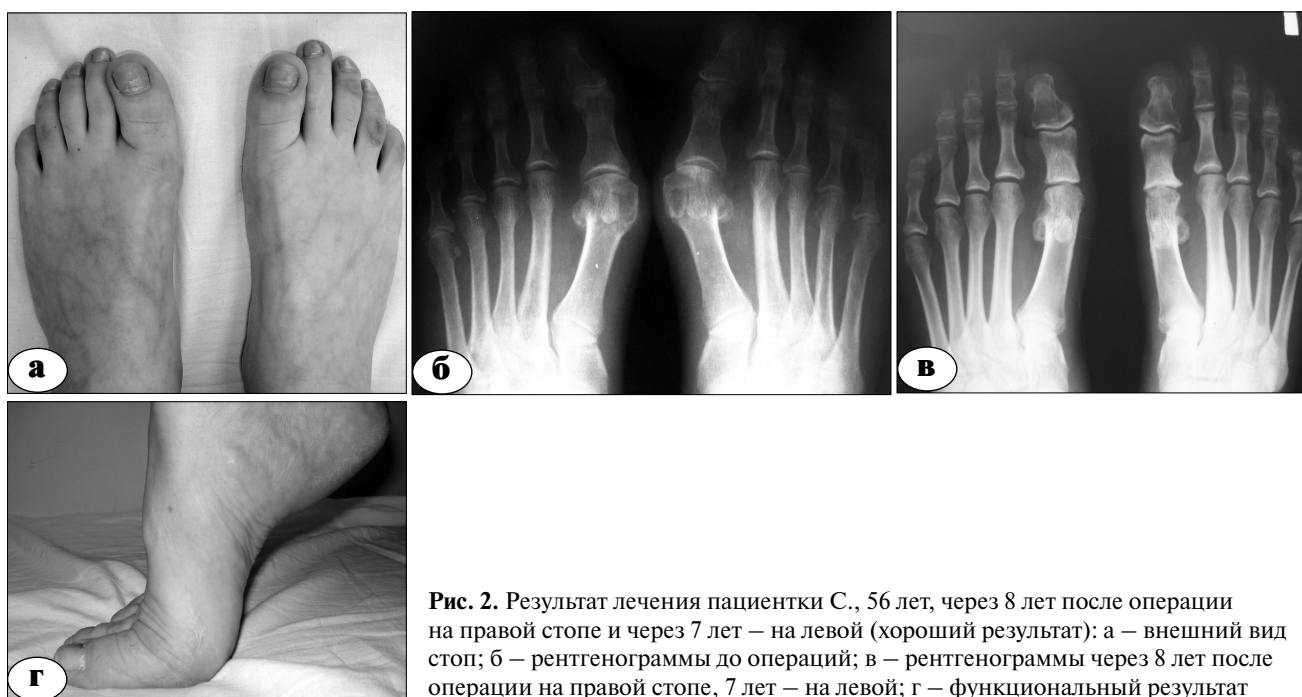 а
б
в
г
Рис. 2. Результат лечения пациентки С., 56 лет, через 8 лет после операции
на правой стопе и через 7 лет – на левой (хороший результат): а – внешний вид
стоп; б – рентгенограммы до операций; в – рентгенограммы через 8 лет после
операции на правой стопе, 7 лет – на левой; г – функциональный результат